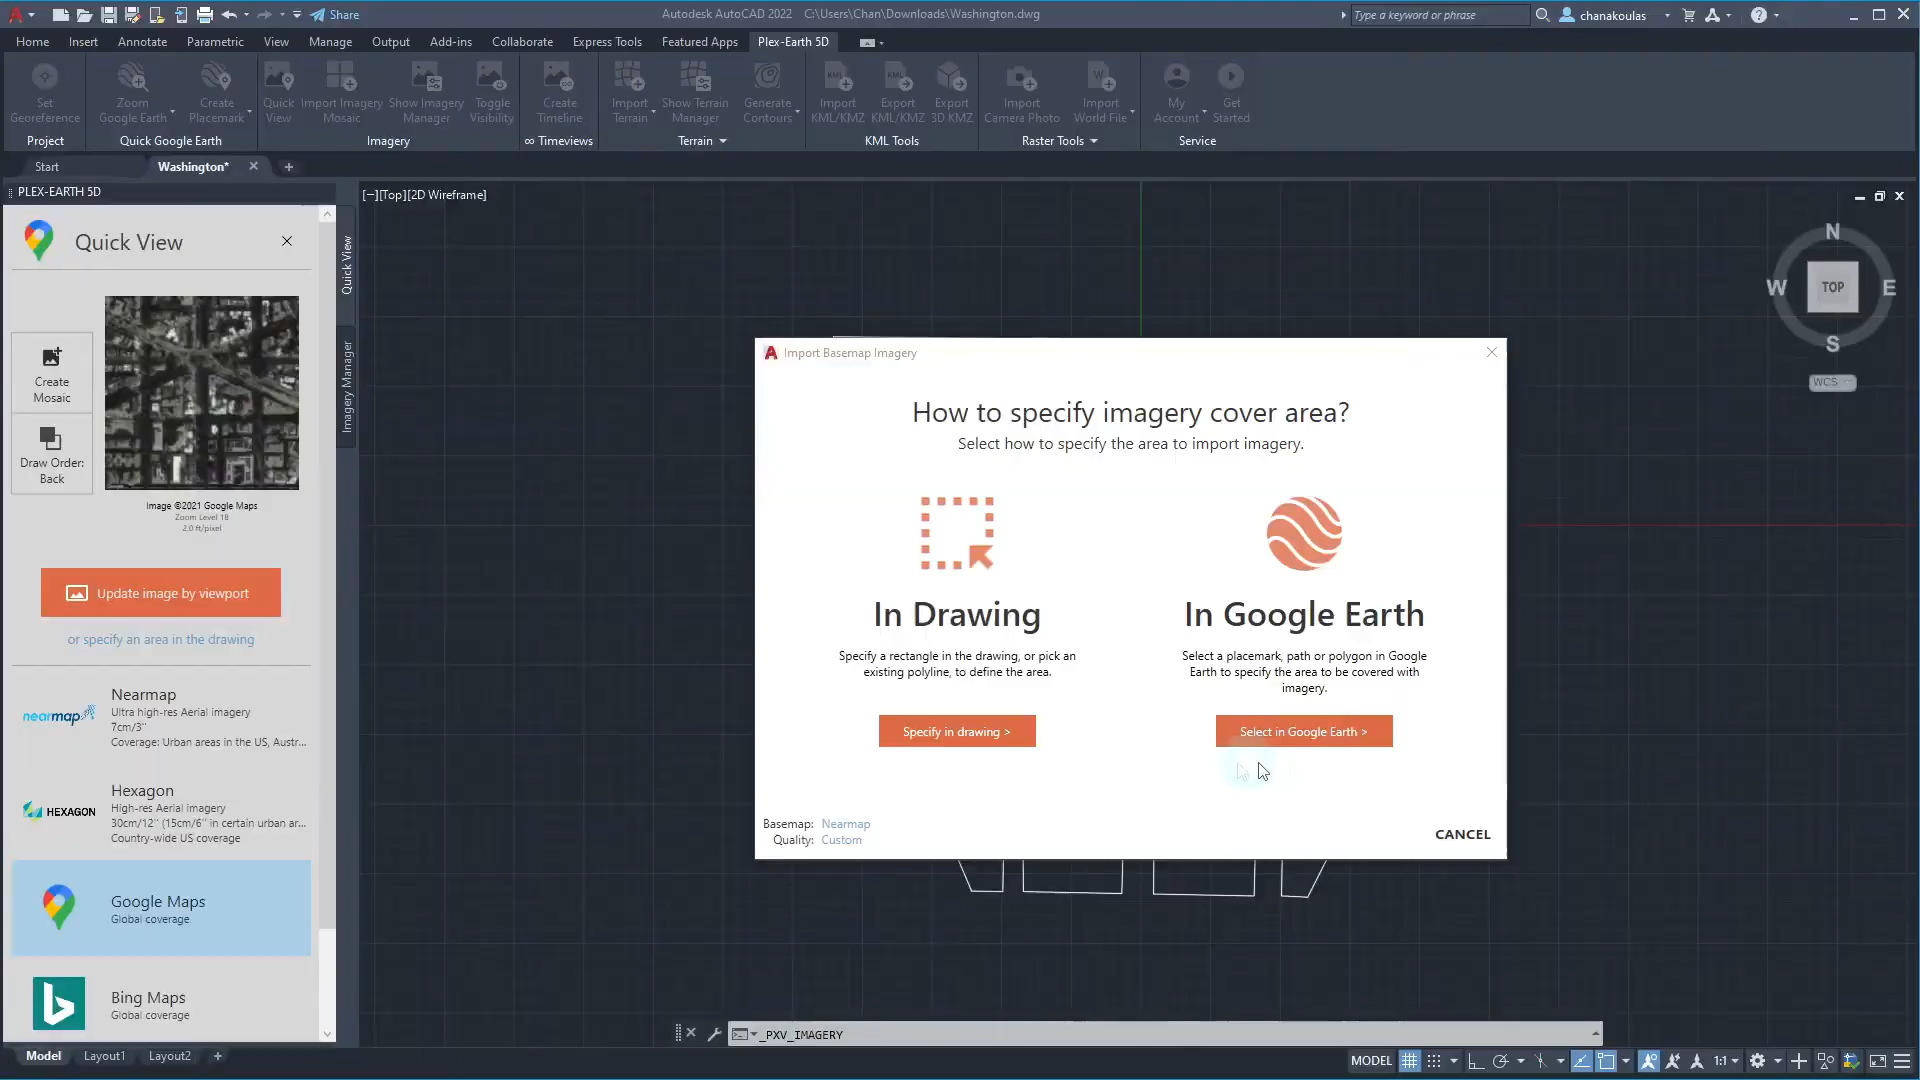 Share
Autodesk AutoCAD 2022 C:\Users\Chan\Downloads\Washington.dwg
Type a keyword or phrase
chanakoulas
Home Insert Annotate Parametric View Manage Output Add-ins Collaborate Express Tools Featured Apps Plex-Earth 5D
Set Georeference
Zoom Google Earth
Create Placemark
Quick View
Import Imagery Mosaic
Show Imagery Manager
Toggle Visibility
Create Timeline
Import Terrain
Show Terrain Manager
Generate Contours
KML
Import KML/KMZ
KML
Export KML/KMZ
Export 3D KMZ
Import Camera Photo
W
Import World File
My Account
Get Started
Project Quick Google Earth Imagery ∞ Timeviews Terrain KML Tools Raster Tools Service
Start Washington*
PLEX-EARTH 5D
[−][Top][2D Wireframe]
Quick View
Quick View
Imagery Manager
Create
Mosaic
Draw Order:
Back
Image ©2021 Google Maps
Zoom Level 18
2.0 ft/pixel
Update image by viewport
or specify an area in the drawing
nearmap
Nearmap
Ultra high-res Aerial imagery
7cm/3"
Coverage: Urban areas in the US, Austr...
HEXAGON
Hexagon
High-res Aerial imagery
30cm/12" (15cm/6" in certain urban ar...
Country-wide US coverage
Google Maps
Global coverage
Bing Maps
Global coverage
N
W TOP E
S
WCS
Import Basemap Imagery
How to specify imagery cover area?
Select how to specify the area to import imagery.
In Drawing
Specify a rectangle in the drawing, or pick an
existing polyline, to define the area.
Specify in drawing >
In Google Earth
Select a placemark, path or polygon in Google
Earth to specify the area to be covered with
imagery.
Select in Google Earth >
Basemap: Nearmap
Quality: Custom
CANCEL
_PXV_IMAGERY
Model Layout1 Layout2
MODEL 1:1